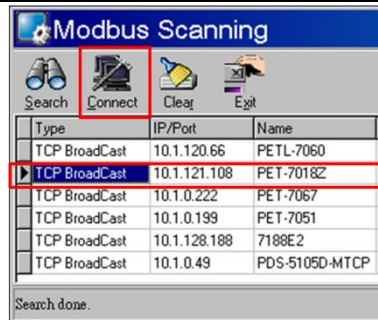 Modbus Scanning
Search Connect Clear Exit
Type IP/Port Name
TCP BroadCast 10.1.120.66 PETL-7060
TCP BroadCast 10.1.121.108 PET-7018Z
TCP BroadCast 10.1.0.222 PET-7067
TCP BroadCast 10.1.0.199 PET-7051
TCP BroadCast 10.1.128.188 7188E2
TCP BroadCast 10.1.0.49 PDS-5105D-MTCP
Search done.